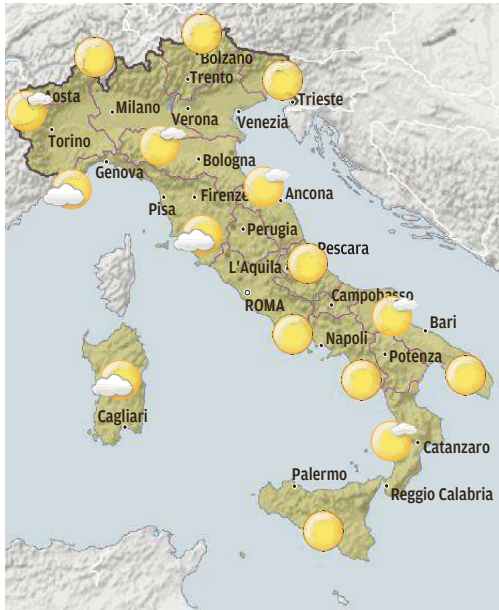 Bolzano
Trento
Aosta
Milano
Verona
Venezia
Trieste
Torino
Genova
Bologna
Pisa
Firenze
Ancona
Perugia
Pescara
L'Aquila
ROMA
Campobasso
Bari
Napoli
Potenza
Cagliari
Catanzaro
Palermo
Reggio Calabria